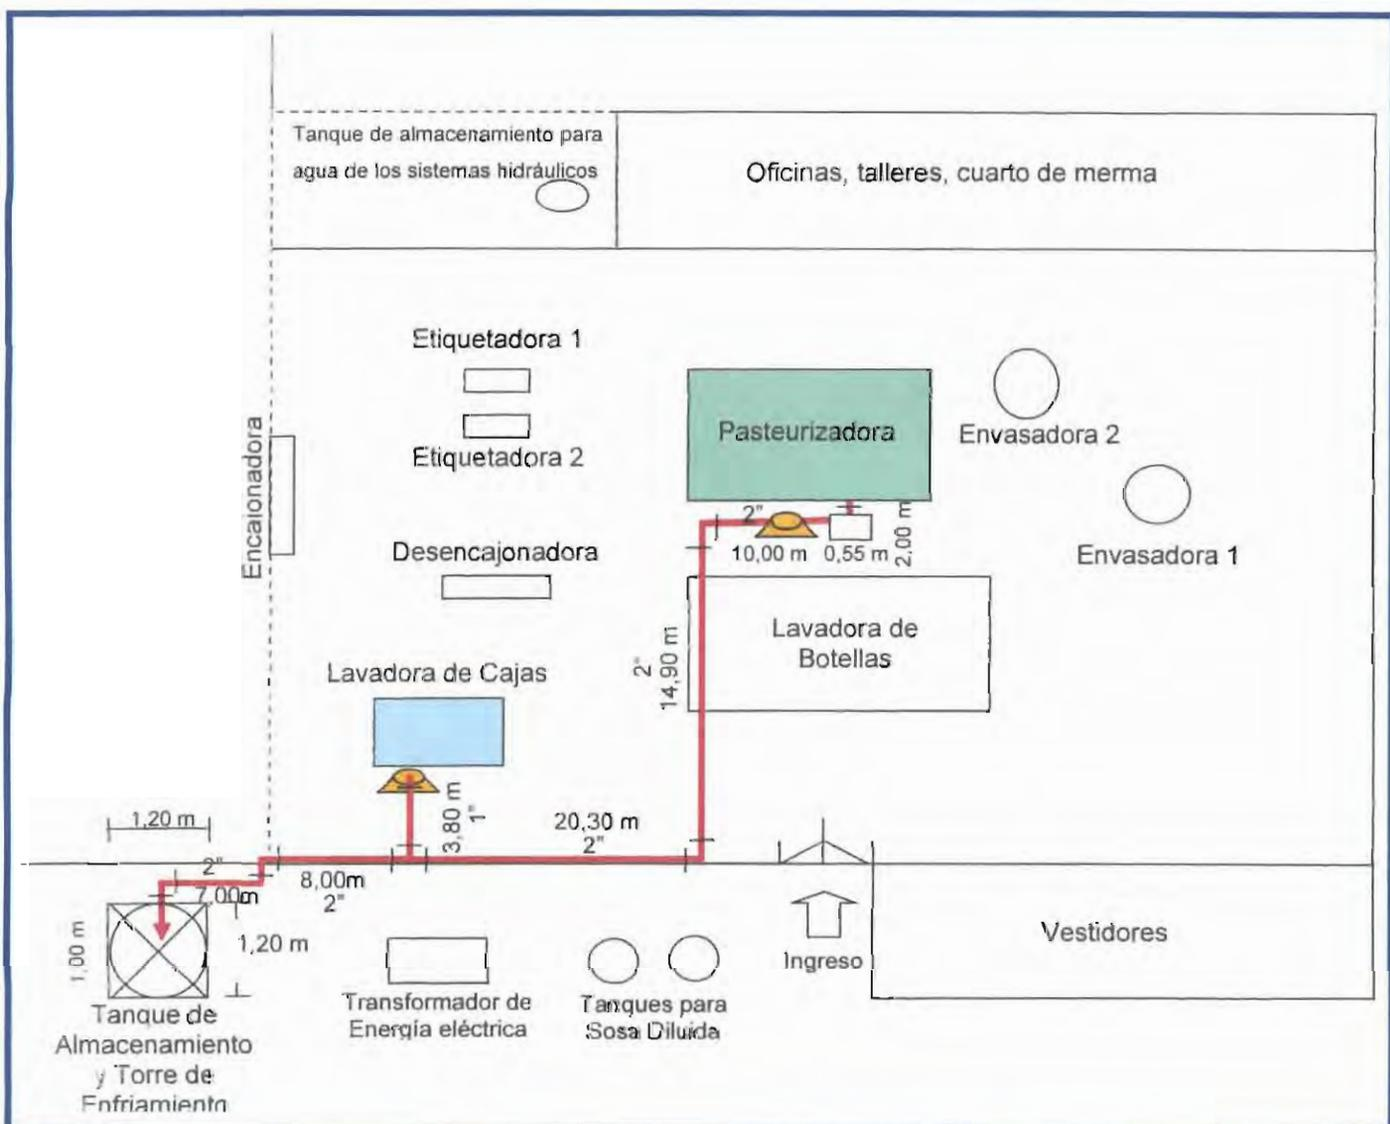 Tanque de almacenamiento para
agua de los sistemas hidráulicos
Oficinas, talleres, cuarto de merma
Etiquetadora 1
Etiquetadora 2
Encajonadora
Pasteurizadora
Envasadora 2
Envasadora 1
2"
10,00 m
0,55 m
2,00 m
Desencajonadora
Lavadora de
Botellas
2"
14,90 m
Lavadora de Cajas
3,80 m
1"
20,30 m
2"
1,20 m
2"
7,00m
8,00m
2"
1,00 m
1,20 m
Tanque de
Almacenamiento
y Torre de
Enfriamiento
Transformador de
Energía eléctrica
Tanques para
Sosa Diluida
Ingreso
Vestidores